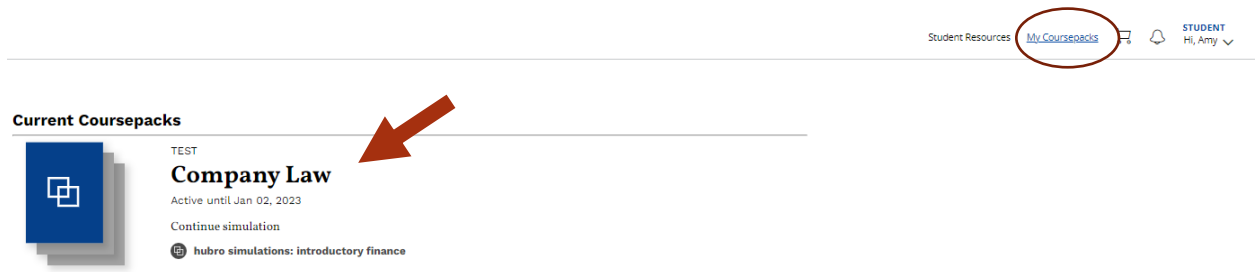 Student Resources My Coursepacks STUDENT
Hi, Amy
Current Coursepacks
TEST
Company Law
Active until Jan 02, 2023
Continue simulation
hubro simulations: introductory finance